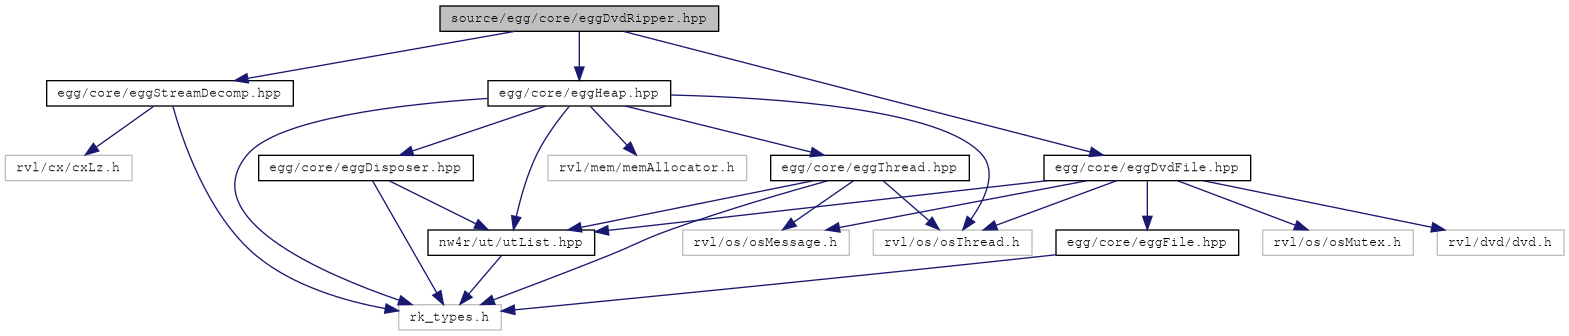 source/egg/core/eggDvdRipper.hpp
egg/core/eggStreamDecomp.hpp
egg/core/eggHeap.hpp
rvl/cx/cxLz.h
egg/core/eggDisposer.hpp
rvl/mem/memAllocator.h
egg/core/eggThread.hpp
egg/core/eggDvdFile.hpp
nw4r/ut/utList.hpp
rvl/os/osMessage.h
rvl/os/osThread.h
egg/core/eggFile.hpp
rvl/os/osMutex.h
rvl/dvd/dvd.h
rk_types.h